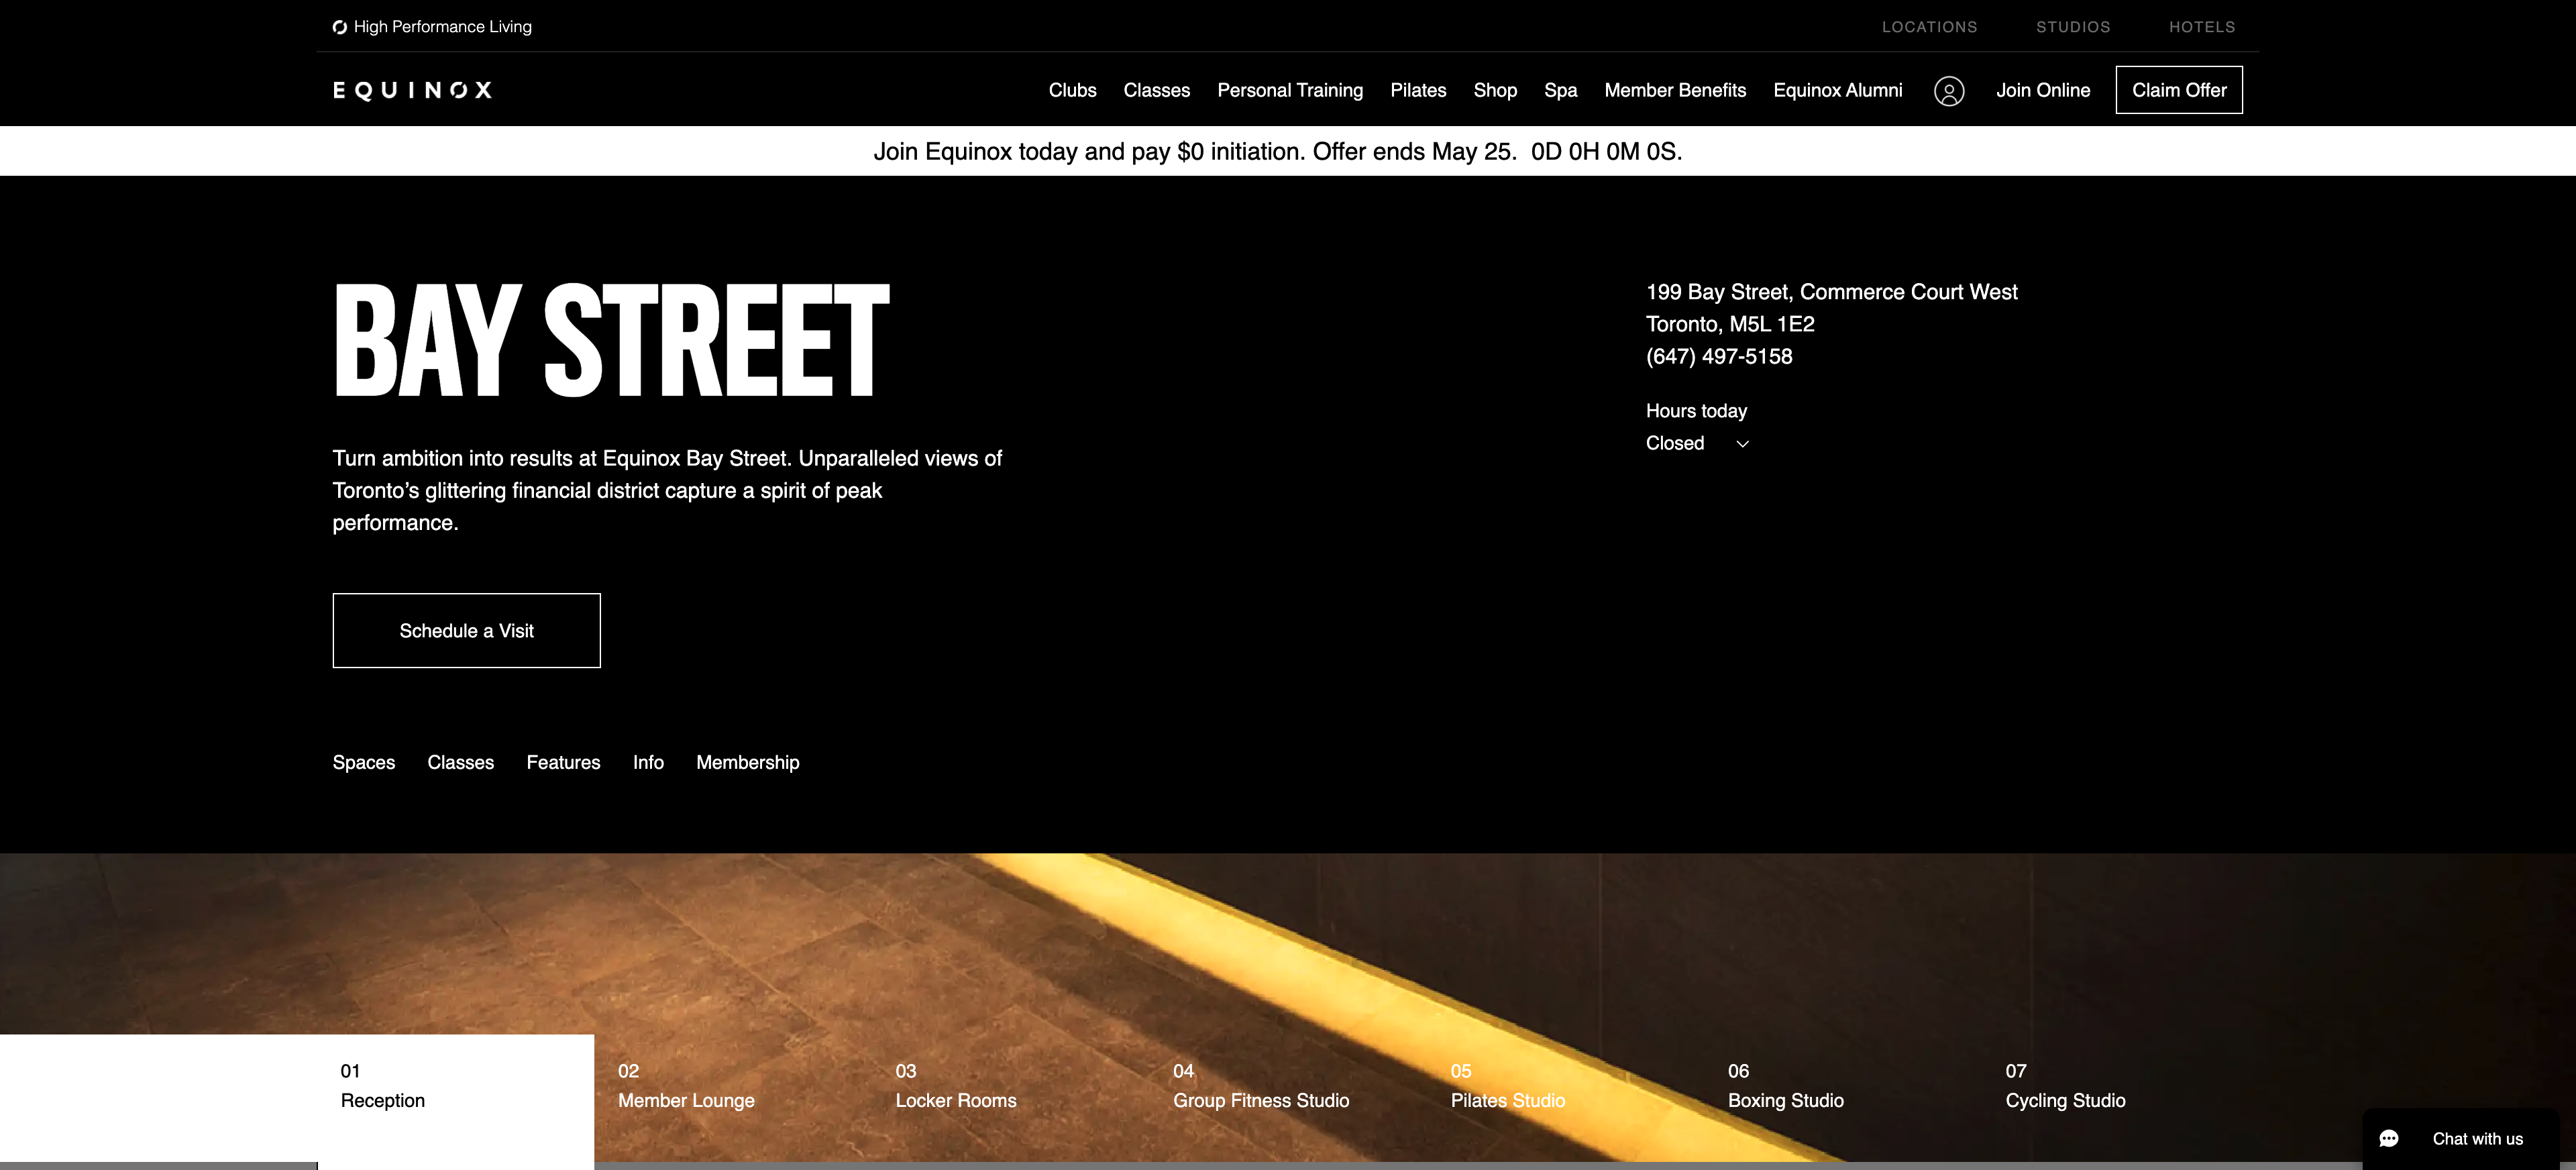 High Performance Living
LOCATIONS STUDIOS HOTELS
EQUINOX
Clubs Classes Personal Training Pilates Shop Spa Member Benefits Equinox Alumni Join Online Claim Offer
Join Equinox today and pay $0 initiation. Offer ends May 25. 0D 0H 0M 0S.
BAY STREET
Turn ambition into results at Equinox Bay Street. Unparalleled views of
Toronto’s glittering financial district capture a spirit of peak
performance.
Schedule a Visit
199 Bay Street, Commerce Court West
Toronto, M5L 1E2
(647) 497-5158
Hours today
Closed
Spaces Classes Features Info Membership
01
Reception
02
Member Lounge
03
Locker Rooms
04
Group Fitness Studio
05
Pilates Studio
06
Boxing Studio
07
Cycling Studio
Chat with us